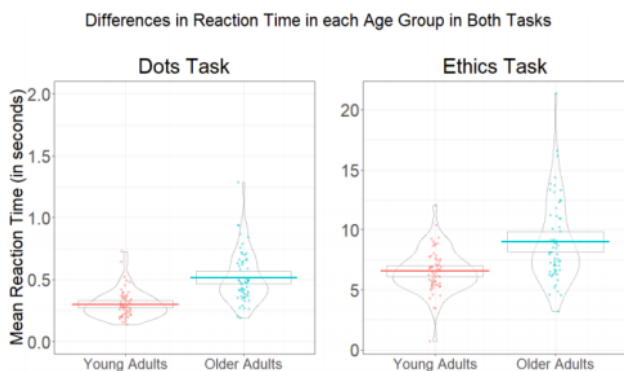 Differences in Reaction Time in each Age Group in Both Tasks
Dots Task
Ethics Task
Mean Reaction Time (in seconds)
2.0
1.5
1.0
0.5
0.0
20
15
10
5
0
Young Adults
Older Adults
Young Adults
Older Adults